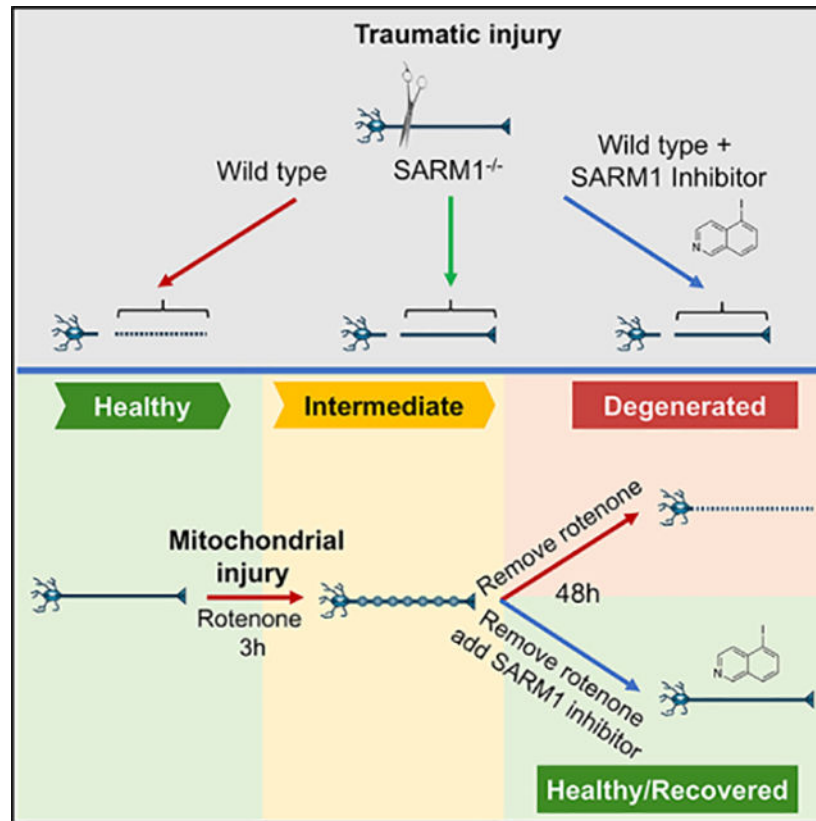 Traumatic injury
Wild type
SARM1-/-
Wild type +
SARM1 Inhibitor
I
N
Healthy
Intermediate
Degenerated
Mitochondrial
injury
Rotenone
3h
Remove rotenone
48h
Remove rotenone
add SARM1 inhibitor
I
N
Healthy/Recovered